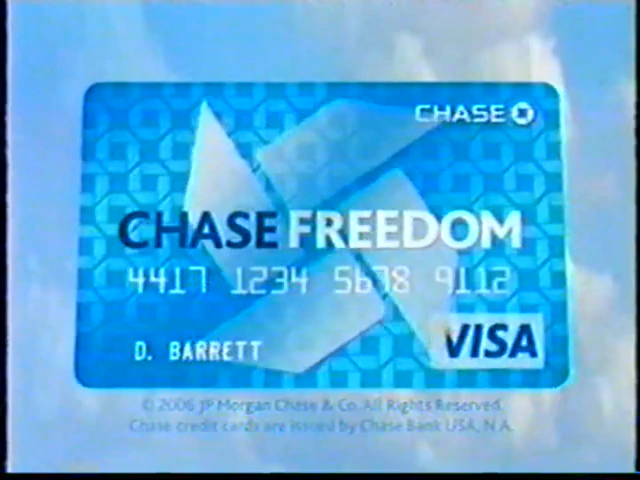 CHASE
CHASE FREEDOM
4417 1234 5678 9112
D. BARRETT
VISA
© 2006 JP Morgan Chase & Co. All Rights Reserved.
Chase credit cards are issued by Chase Bank USA, N.A.